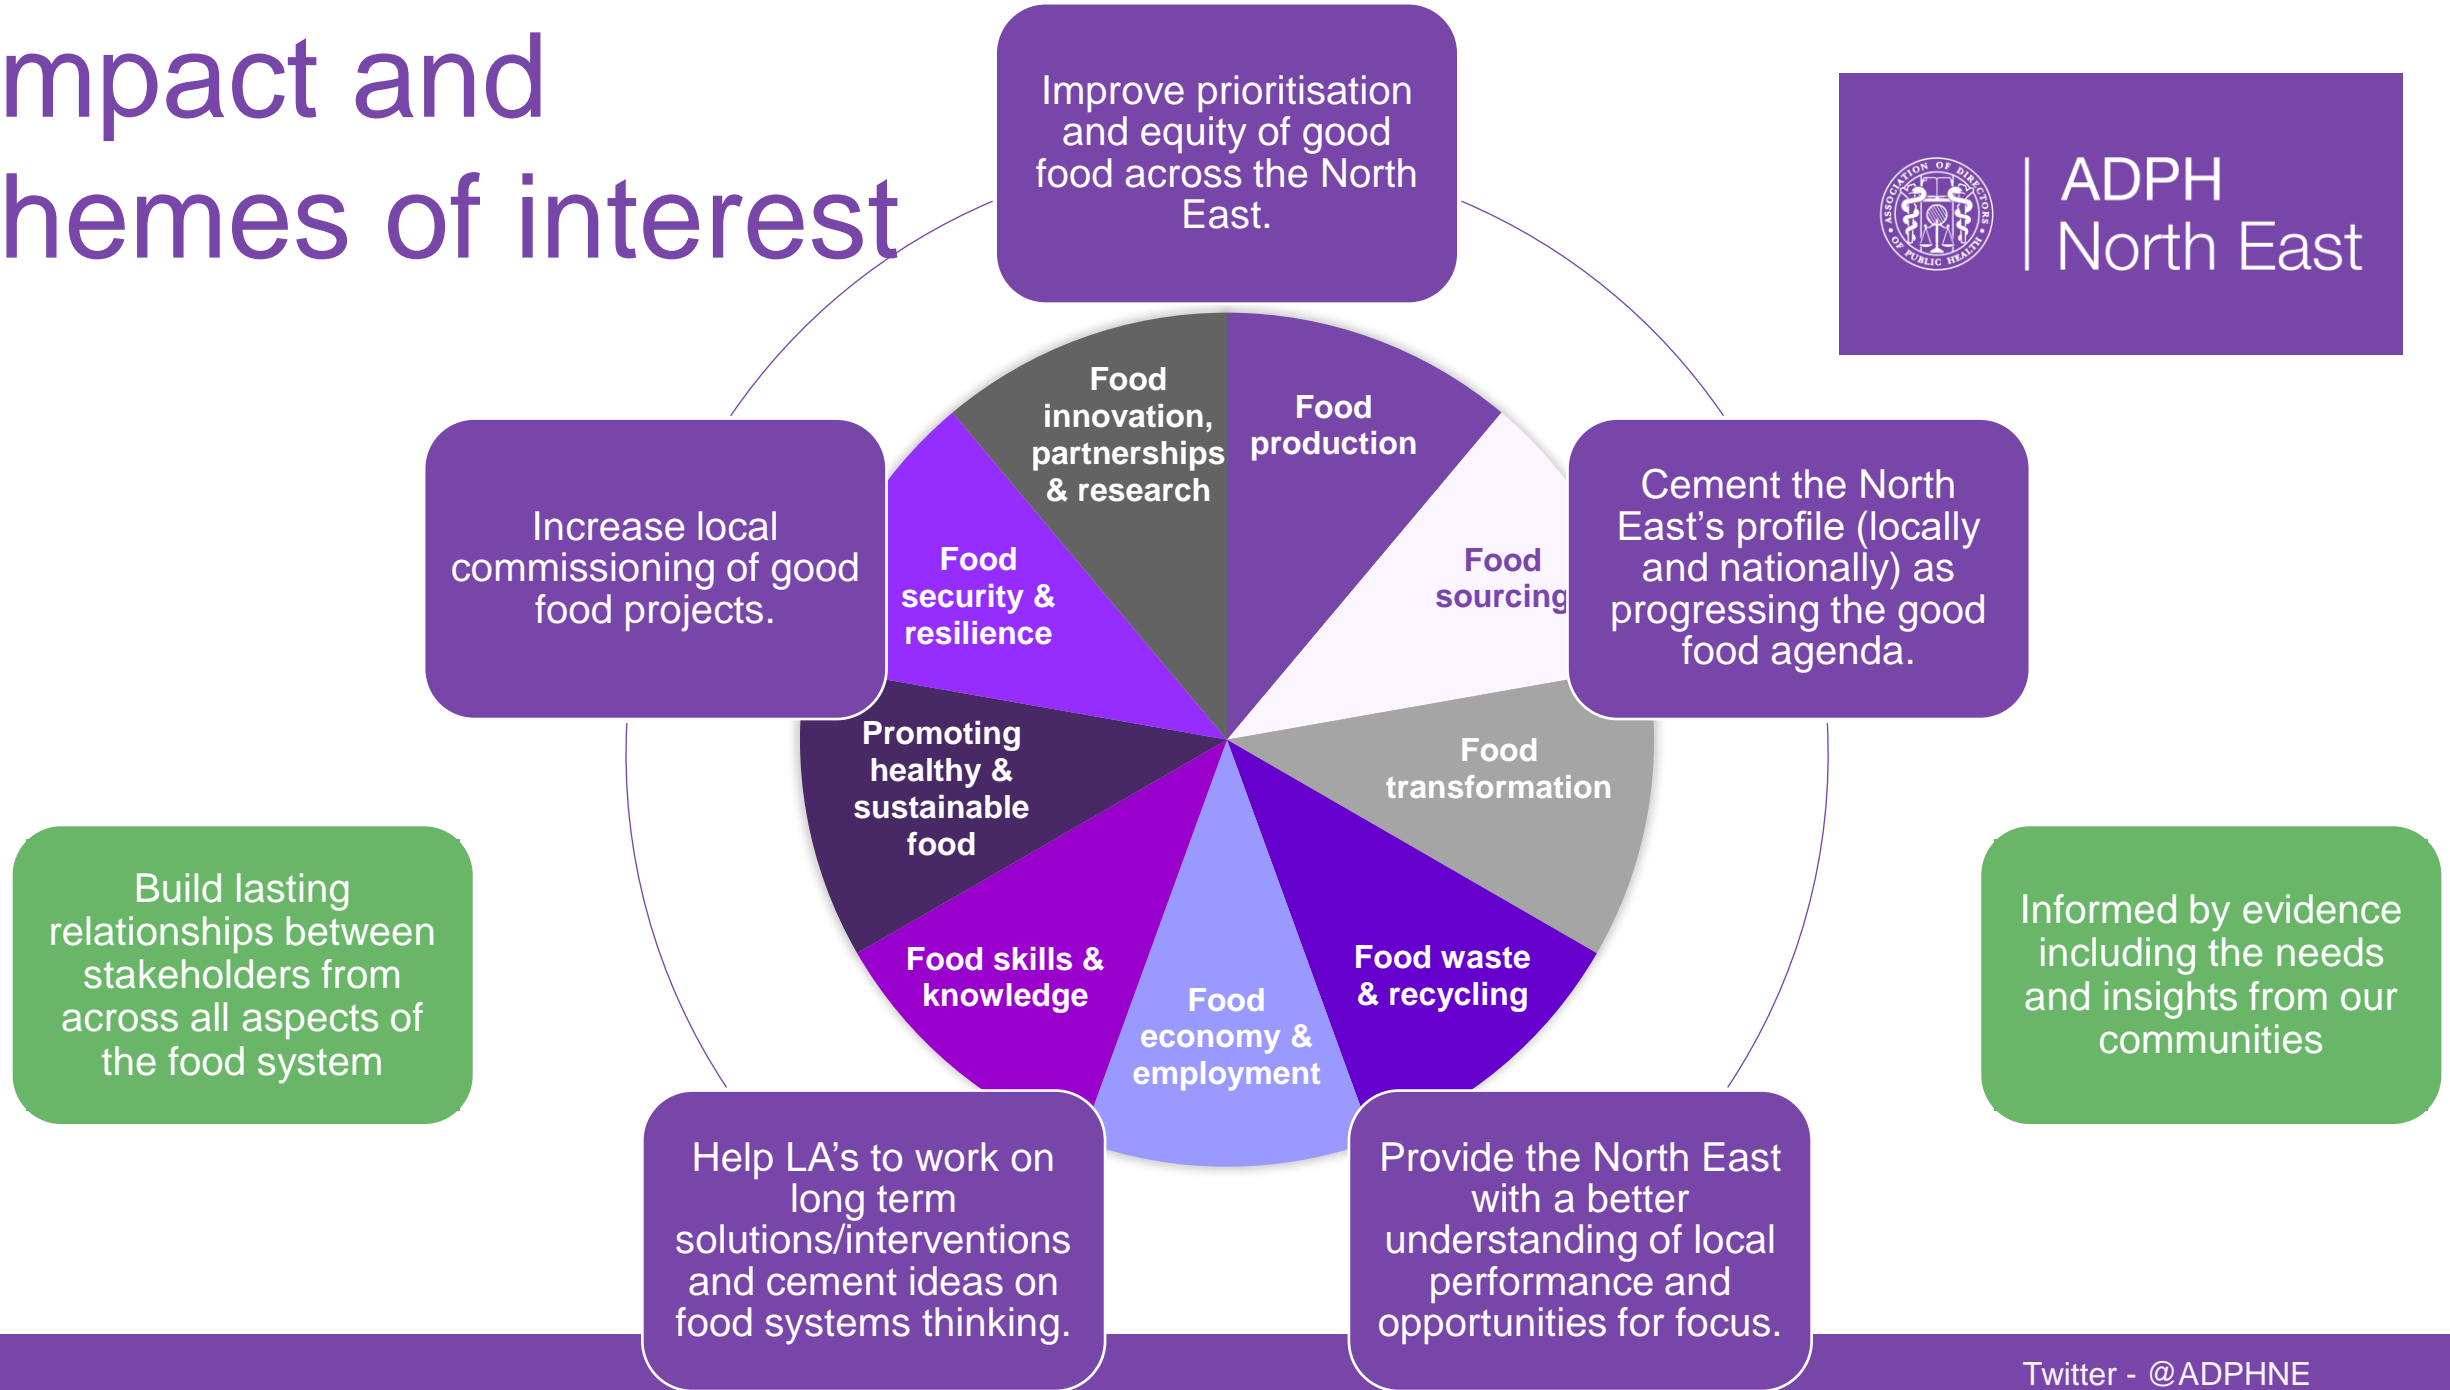 mpact and
hemes of interest
Improve prioritisation
and equity of good
food across the North
East.
ASSOCIATION OF DIRECTORS
OF PUBLIC HEALTH
ADPH
North East
Food
innovation,
partnerships
& research
Food
production
Increase local
commissioning of good
food projects.
Food
security &
resilience
Food
sourcing
Cement the North
East’s profile (locally
and nationally) as
progressing the good
food agenda.
Promoting
healthy &
sustainable
food
Food
transformation
Build lasting
relationships between
stakeholders from
across all aspects of
the food system
Food skills &
knowledge
Food
economy &
employment
Food waste
& recycling
Informed by evidence
including the needs
and insights from our
communities
Help LA’s to work on
long term
solutions/interventions
and cement ideas on
food systems thinking.
Provide the North East
with a better
understanding of local
performance and
opportunities for focus.
Twitter - @ADPHNE